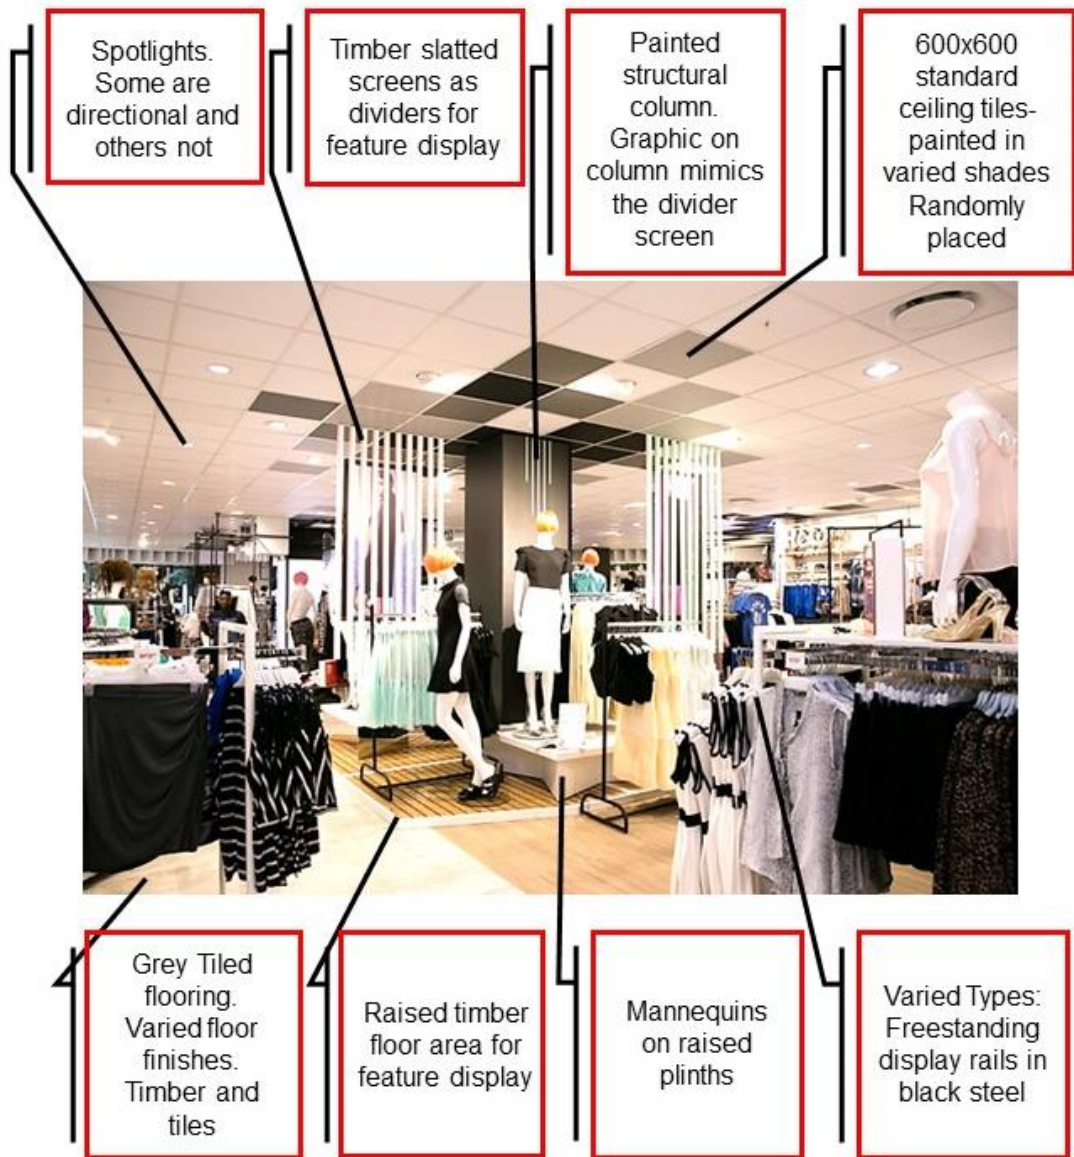 Spotlights.
Some are
directional and
others not
Timber slatted
screens as
dividers for
feature display
Painted
structural
column.
Graphic on
column mimics
the divider
screen
600x600
standard
ceiling tiles-
painted in
varied shades
Randomly
placed
Grey Tiled
flooring.
Varied floor
finishes.
Timber and
tiles
Raised timber
floor area for
feature display
Mannequins
on raised
plinths
Varied Types:
Freestanding
display rails in
black steel